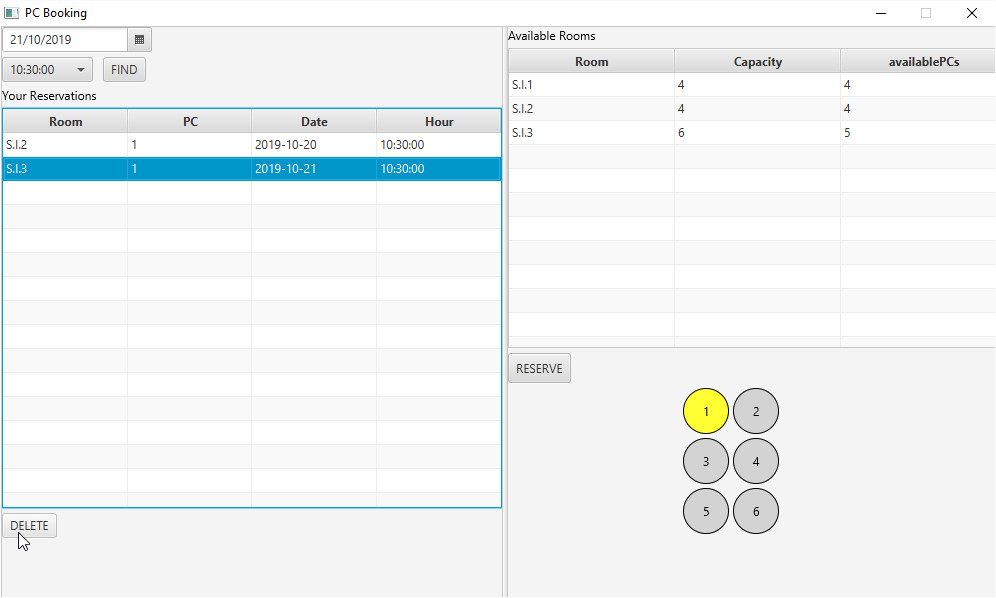 PC Booking
21/10/2019
10:30:00 FIND
Your Reservations
Room PC Date Hour
S.I.2 1 2019-10-20 10:30:00
S.I.3 1 2019-10-21 10:30:00
DELETE
Available Rooms
Room Capacity availablePCs
S.I.1 4 4
S.I.2 4 4
S.I.3 6 5
RESERVE
1 2
3 4
5 6